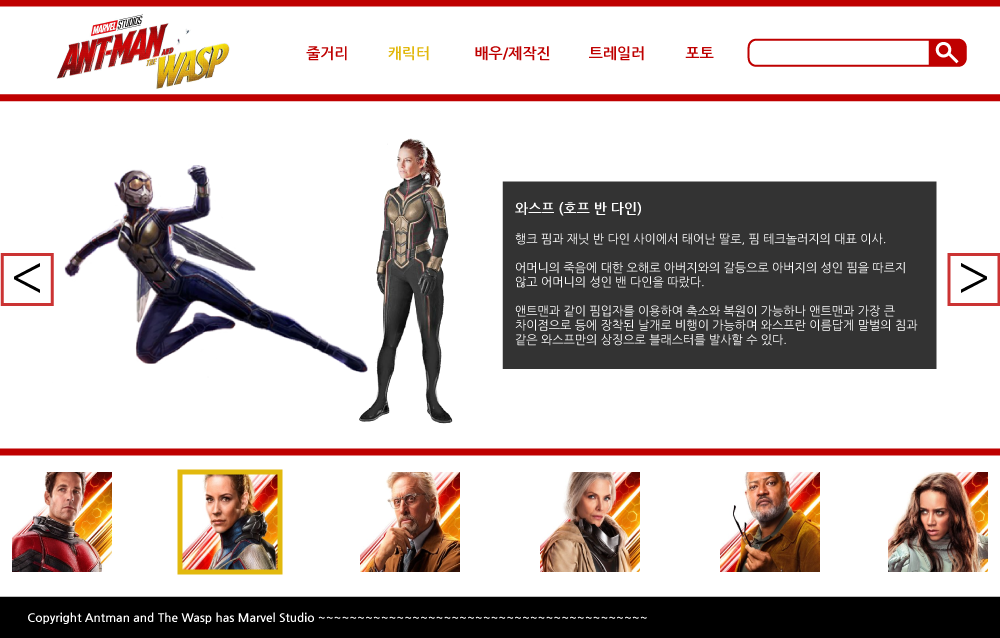 MARVEL STUDIOS
ANT-MAN AND
THE WASP
줄거리 캐릭터 배우/제작진 트레일러 포토
와스프 (호프 반 다인)
행크 핌과 재닛 반 다인 사이에서 태어난 딸로, 핌 테크놀러지의 대표 이사.
어머니의 죽음에 대한 오해로 아버지와의 갈등으로 아버지의 성인 핌을 따르지
않고 어머니의 성인 밴 다인을 따랐다.
앤트맨과 같이 핌입자를 이용하여 축소와 복원이 가능하나 앤트맨과 가장 큰
차이점으로 등에 장착된 날개로 비행이 가능하며 와스프란 이름답게 말벌의 침과
같은 와스프만의 상징으로 블래스터를 발사할 수 있다.
< >
Copyright Antman and The Wasp has Marvel Studio ~~~~~~~~~~~~~~~~~~~~~~~~~~~~~~~~~~~~~~~~~~